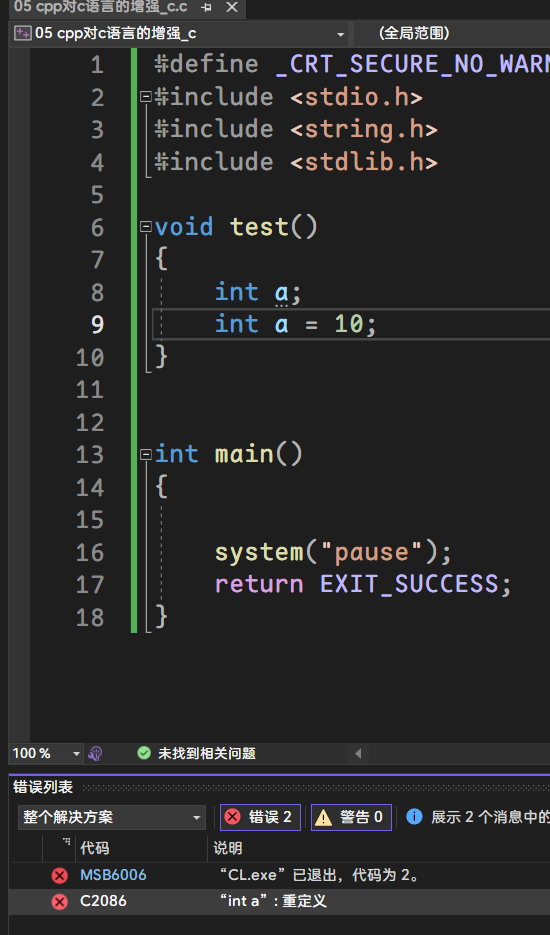 05 cpp对c语言的增强_c.c
05 cpp对c语言的增强_c (全局范围)
1 #define _CRT_SECURE_NO_WARN
2 #include <stdio.h>
3 #include <string.h>
4 #include <stdlib.h>
5
6 void test()
7 {
8 int a;
9 int a = 10;
10 }
11
12
13 int main()
14 {
15
16 system("pause");
17 return EXIT_SUCCESS;
18 }
100 % 未找到相关问题
错误列表
整个解决方案 错误 2 警告 0 展示 2 个消息中的
代码 说明
MSB6006 “CL.exe”已退出，代码为 2。
C2086 “int a”: 重定义